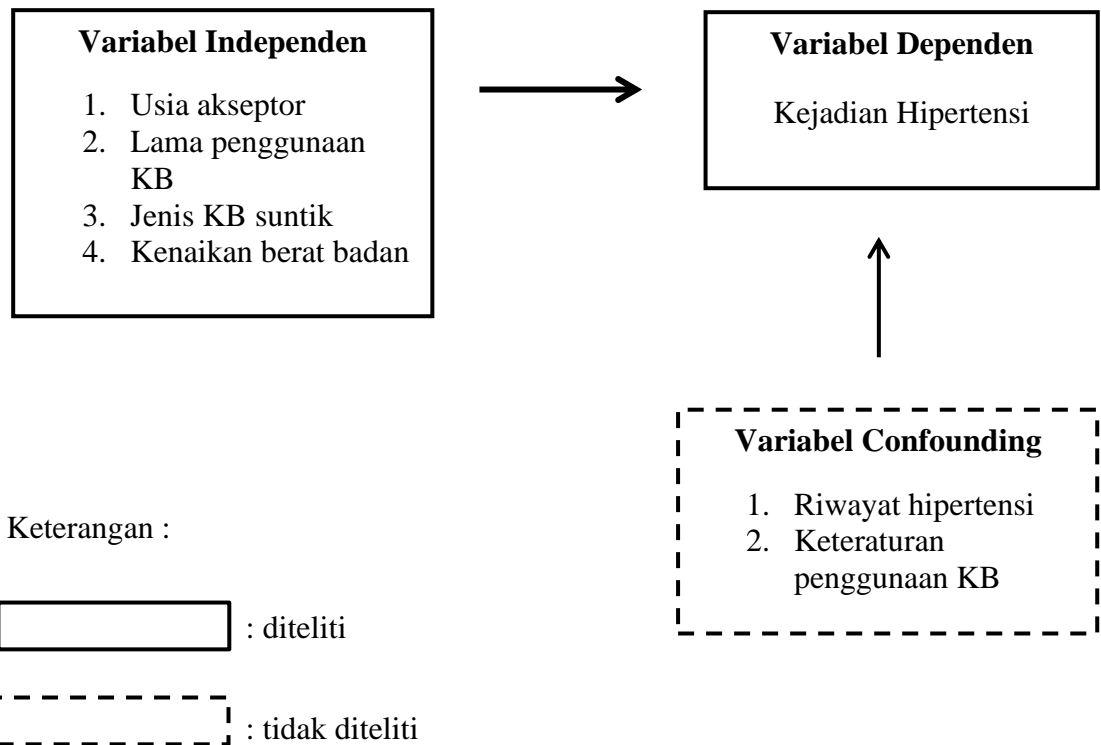 Variabel Independen
1. Usia akseptor
2. Lama penggunaan
KB
3. Jenis KB suntik
4. Kenaikan berat badan
Variabel Dependen
Kejadian Hipertensi
Variabel Confounding
1. Riwayat hipertensi
2. Keteraturan
penggunaan KB
Keterangan :
: diteliti
: tidak diteliti